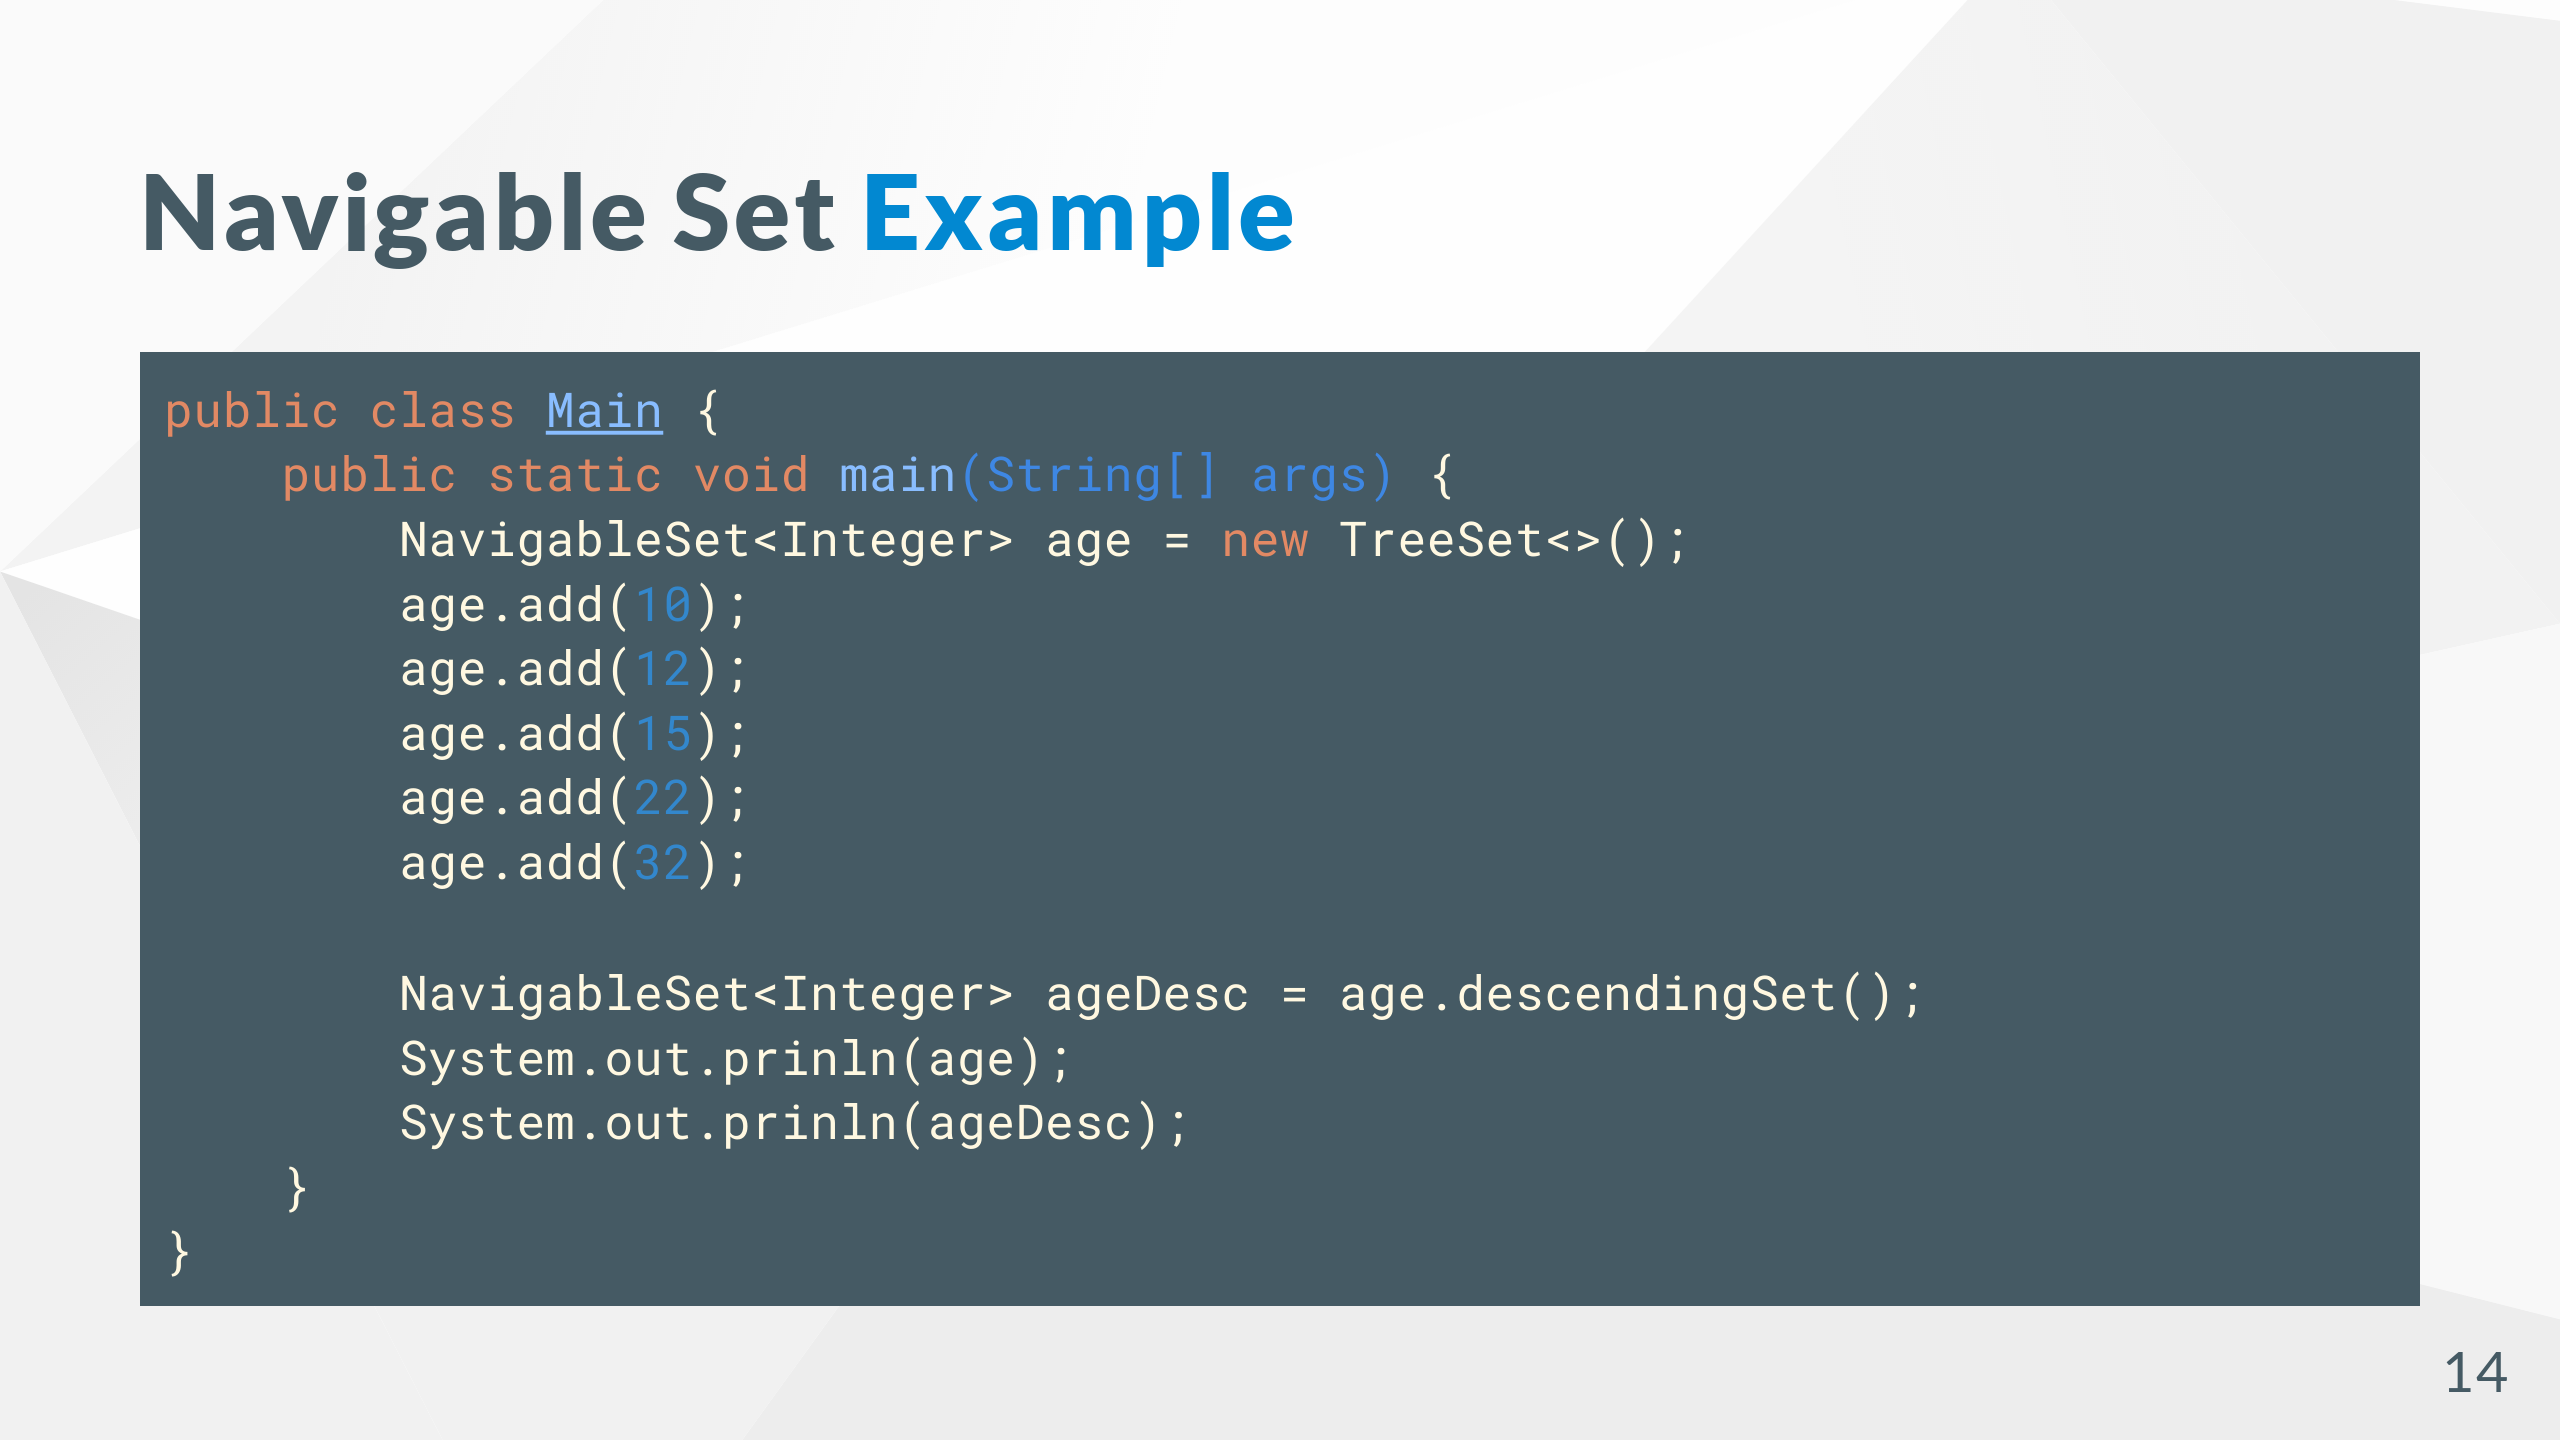 Navigable Set Example
public class Main {
    public static void main(String[] args) {
        NavigableSet<Integer> age = new TreeSet<>();
        age.add(10);
        age.add(12);
        age.add(15);
        age.add(22);
        age.add(32);

        NavigableSet<Integer> ageDesc = age.descendingSet();
        System.out.prinln(age);
        System.out.prinln(ageDesc);
    }
}
14